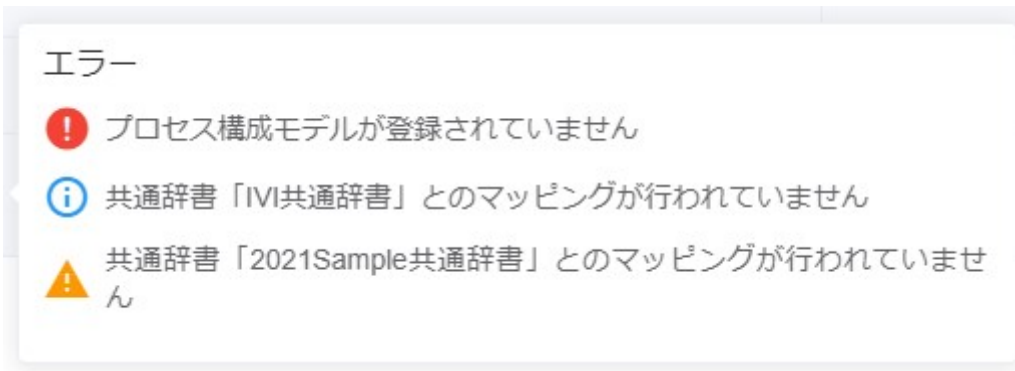 エラー
プロセス構成モデルが登録されていません
共通辞書「IVI共通辞書」とのマッピングが行われていません
共通辞書「2021Sample共通辞書」とのマッピングが行われていませ
ん